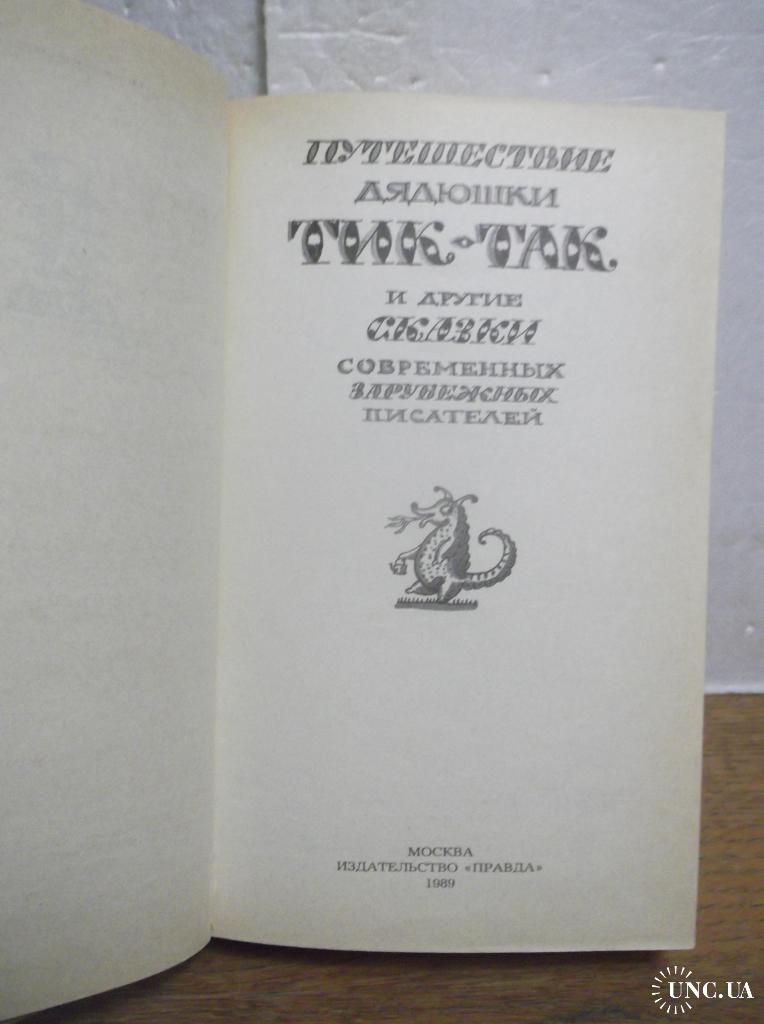 ПУТЕШЕСТВИЕ
ДЯДЮШКИ
ТИК-ТАК
И ДРУГИЕ
СКАЗКИ
СОВРЕМЕННЫХ
ЗАРУБЕЖНЫХ
ПИСАТЕЛЕЙ
МОСКВА
ИЗДАТЕЛЬСТВО «ПРАВДА»
1989
UNC.UA